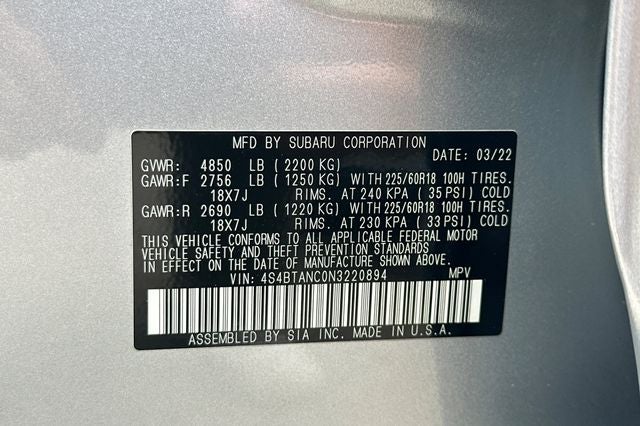 MFD BY SUBARU CORPORATION
DATE: 03/22
GVWR: 4850 LB (2200 KG)
GAWR:F 2756 LB (1250 KG) WITH 225/60R18 100H TIRES.
18X7J RIMS. AT 240 KPA (35 PSI) COLD
GAWR:R 2690 LB (1220 KG) WITH 225/60R18 100H TIRES.
18X7J RIMS. AT 230 KPA (33 PSI) COLD
THIS VEHICLE CONFORMS TO ALL APPLICABLE FEDERAL MOTOR
VEHICLE SAFETY AND THEFT PREVENTION STANDARDS
IN EFFECT ON THE DATE OF MANUFACTURE SHOWN ABOVE.
VIN: 4S4BTANC0N3220894 MPV
ASSEMBLED BY SIA INC. MADE IN U.S.A.